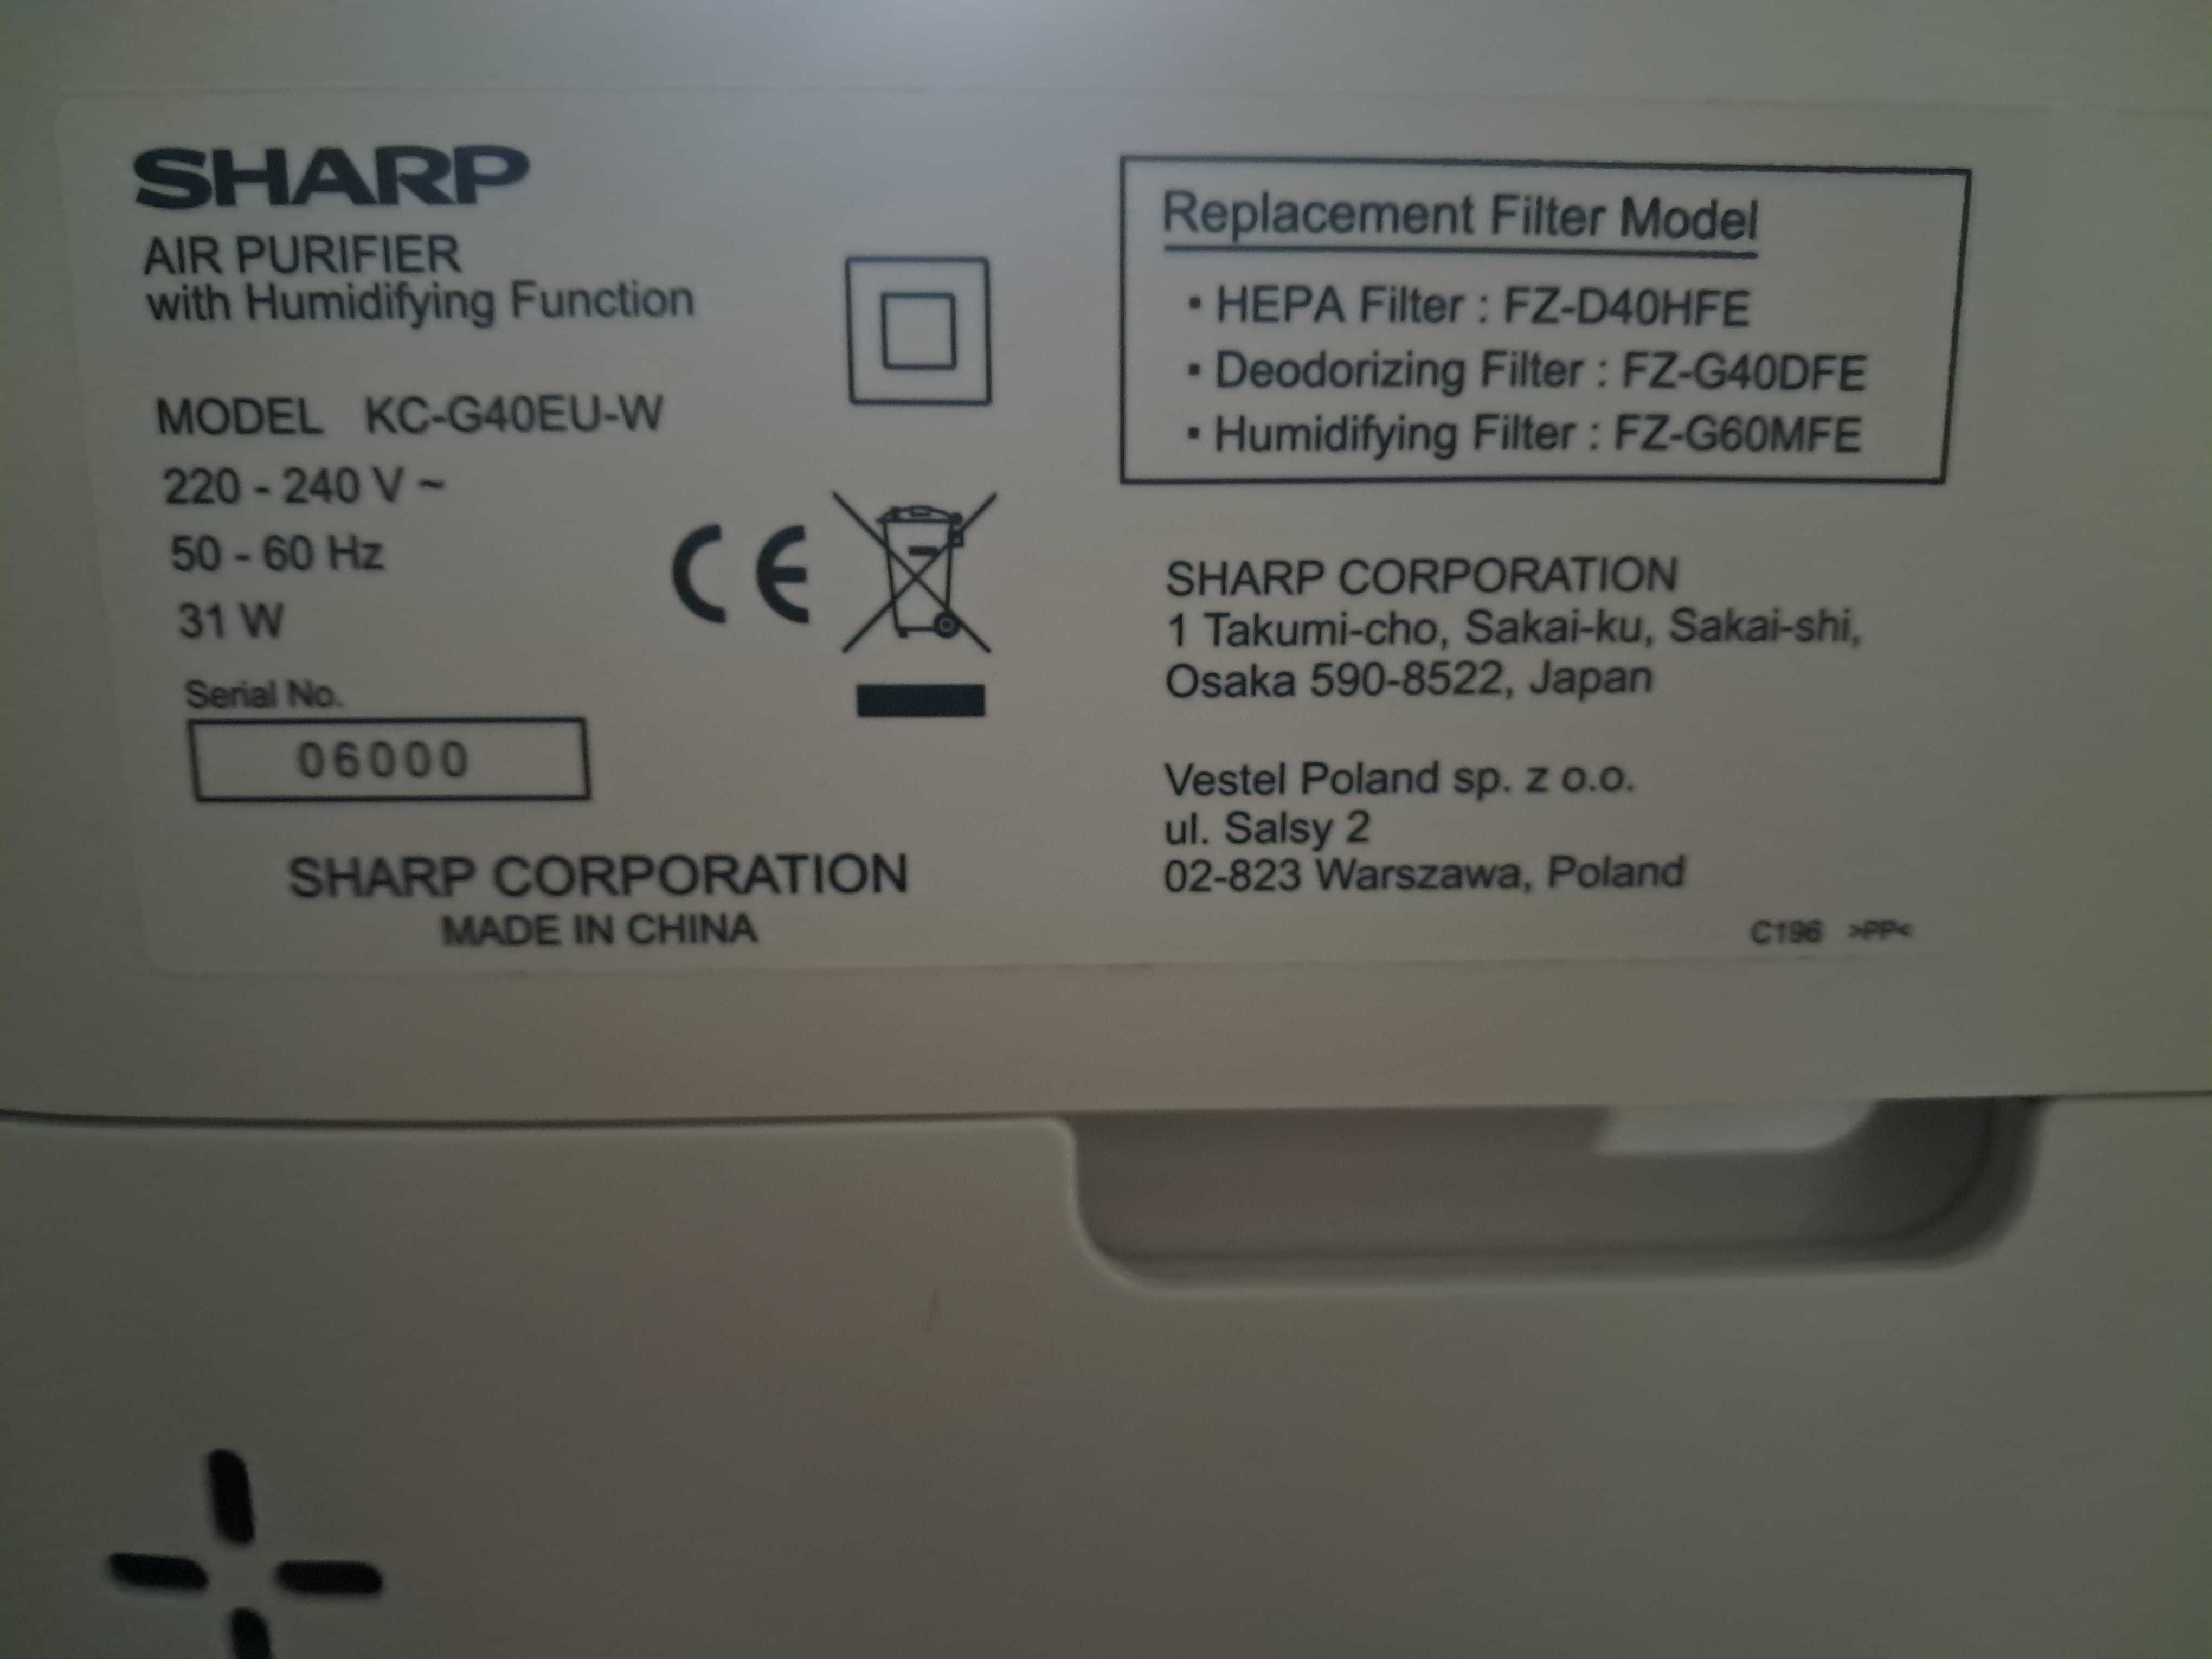 SHARP
AIR PURIFIER
with Humidifying Function
MODEL KC-G40EU-W
220 - 240 V ~
50 - 60 Hz
31 W
Serial No.
06000
CE
SHARP CORPORATION
MADE IN CHINA
Replacement Filter Model
▪ HEPA Filter : FZ-D40HFE
▪ Deodorizing Filter : FZ-G40DFE
▪ Humidifying Filter : FZ-G60MFE
SHARP CORPORATION
1 Takumi-cho, Sakai-ku, Sakai-shi,
Osaka 590-8522, Japan
Vestel Poland sp. z o.o.
ul. Salsy 2
02-823 Warszawa, Poland
C196 >PP<